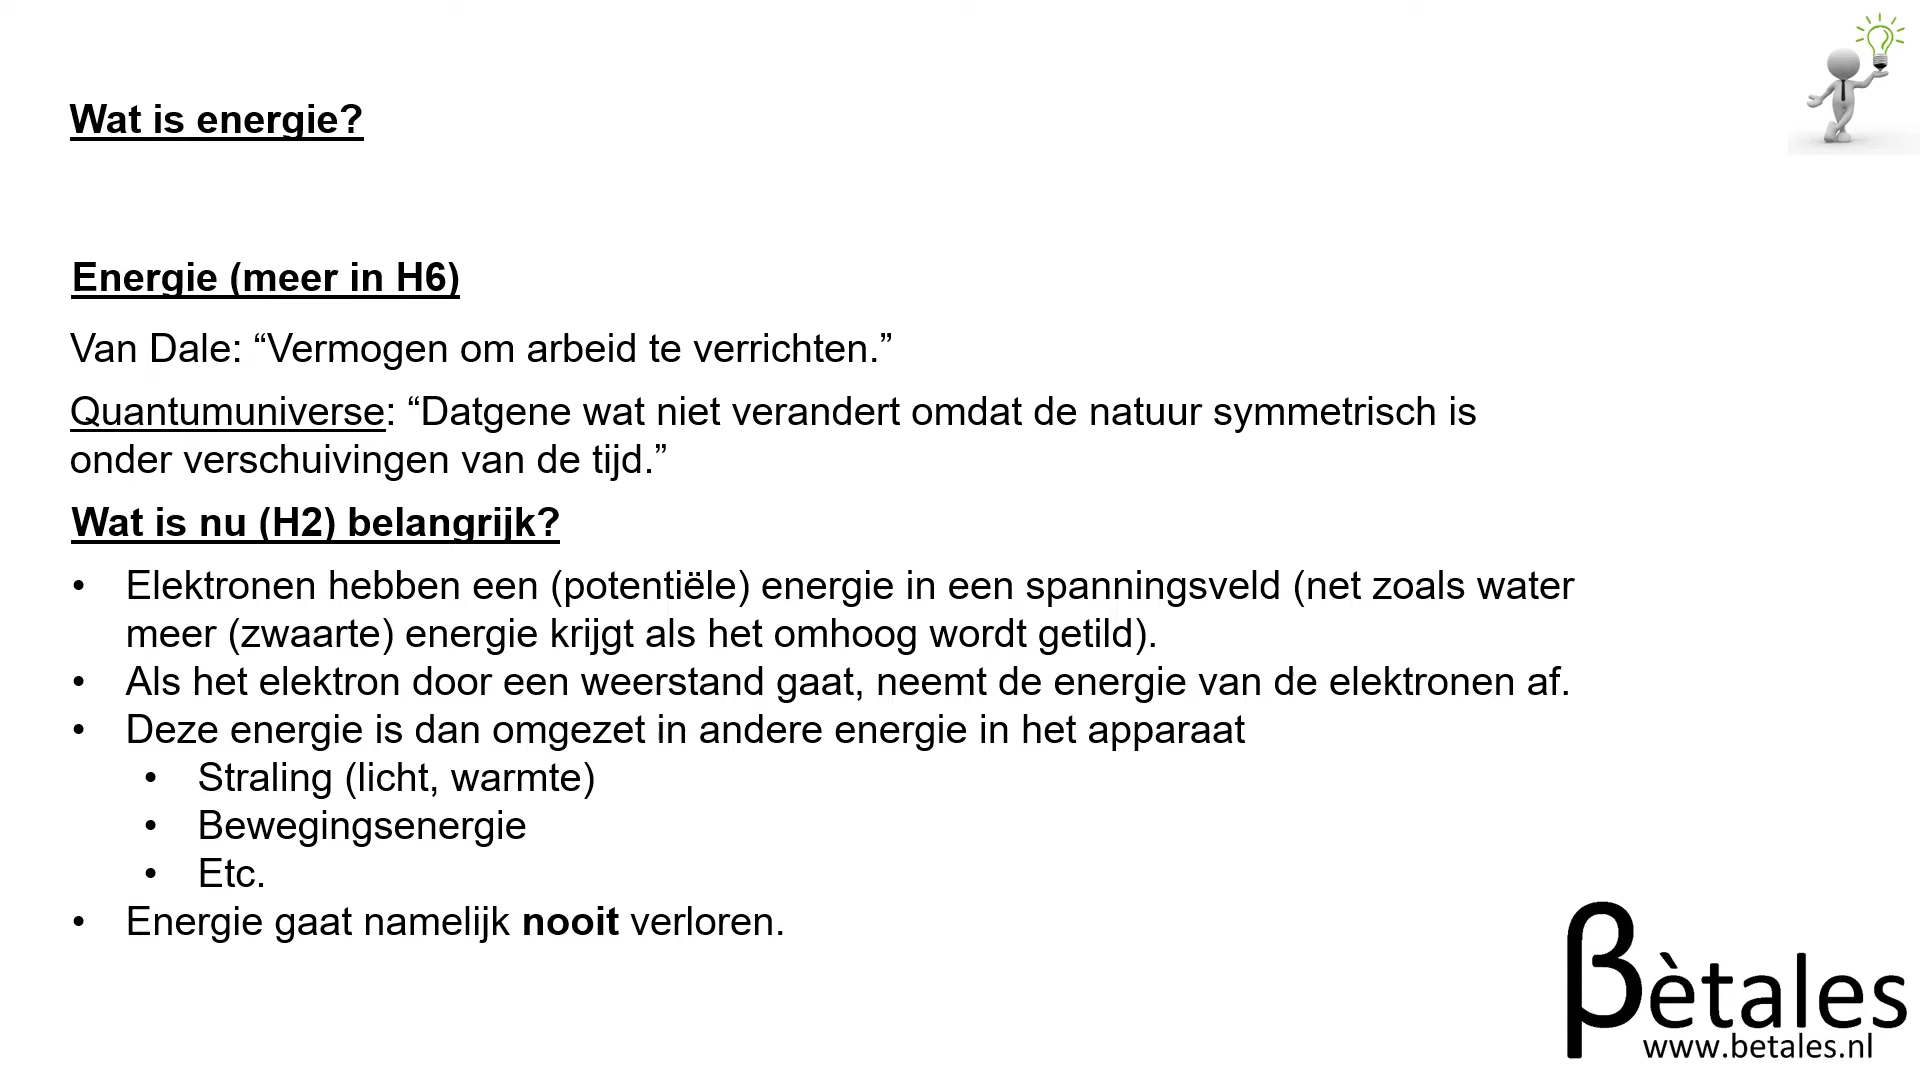 Wat is energie?
Energie (meer in H6)
Van Dale: “Vermogen om arbeid te verrichten.”
Quantumuniverse: “Datgene wat niet verandert omdat de natuur symmetrisch is
onder verschuivingen van de tijd.”
Wat is nu (H2) belangrijk?
• Elektronen hebben een (potentiële) energie in een spanningsveld (net zoals water
meer (zwaarte) energie krijgt als het omhoog wordt getild).
• Als het elektron door een weerstand gaat, neemt de energie van de elektronen af.
• Deze energie is dan omgezet in andere energie in het apparaat
• Straling (licht, warmte)
• Bewegingsenergie
• Etc.
• Energie gaat namelijk nooit verloren.
βètales
www.betales.nl